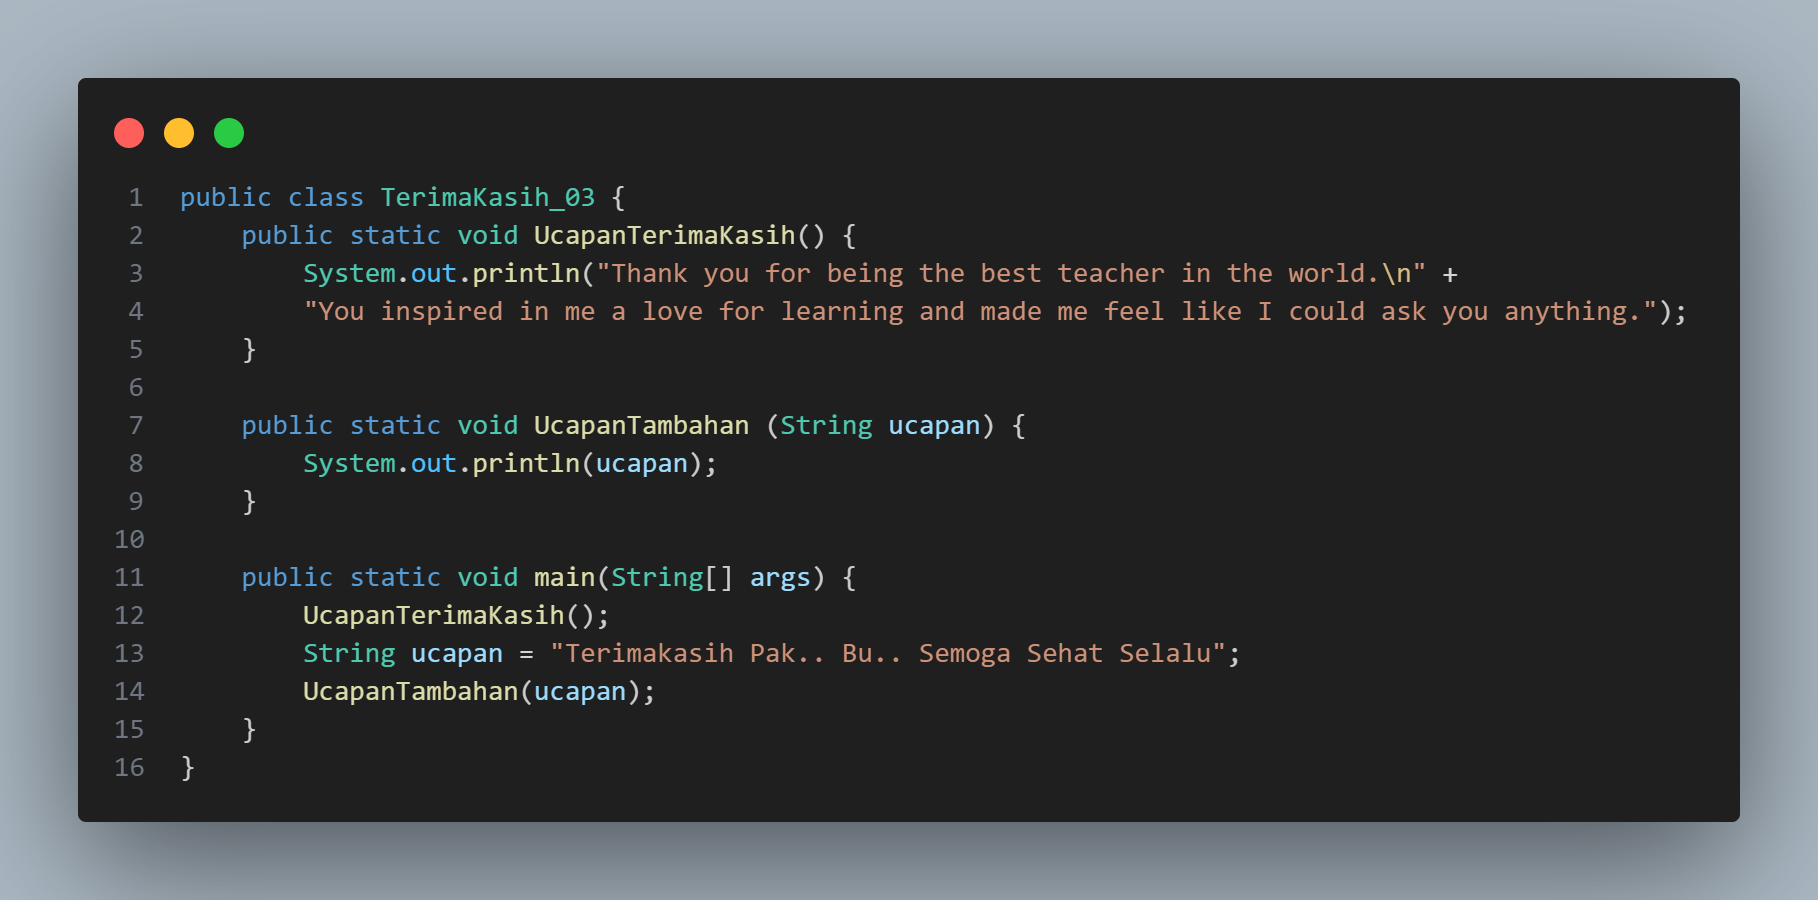 1 public class TerimaKasih_03 {
2     public static void UcapanTerimaKasih() {
3         System.out.println("Thank you for being the best teacher in the world.\n" +
4         "You inspired in me a love for learning and made me feel like I could ask you anything.");
5     }
6
7     public static void UcapanTambahan (String ucapan) {
8         System.out.println(ucapan);
9     }
10
11     public static void main(String[] args) {
12         UcapanTerimaKasih();
13         String ucapan = "Terimakasih Pak.. Bu.. Semoga Sehat Selalu";
14         UcapanTambahan(ucapan);
15     }
16 }